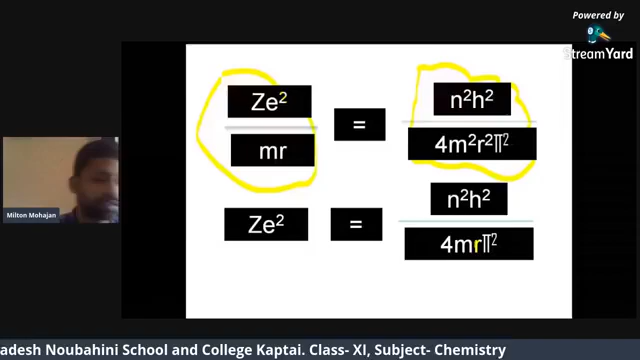 Powered by
StreamYard
Ze² = n²h²
mr 4m²r²π²
Ze² = n²h²
4mrπ²
Milton Mohajan
adesh Noubahini School and College Kaptai. Class- XI, Subject- Chemistry